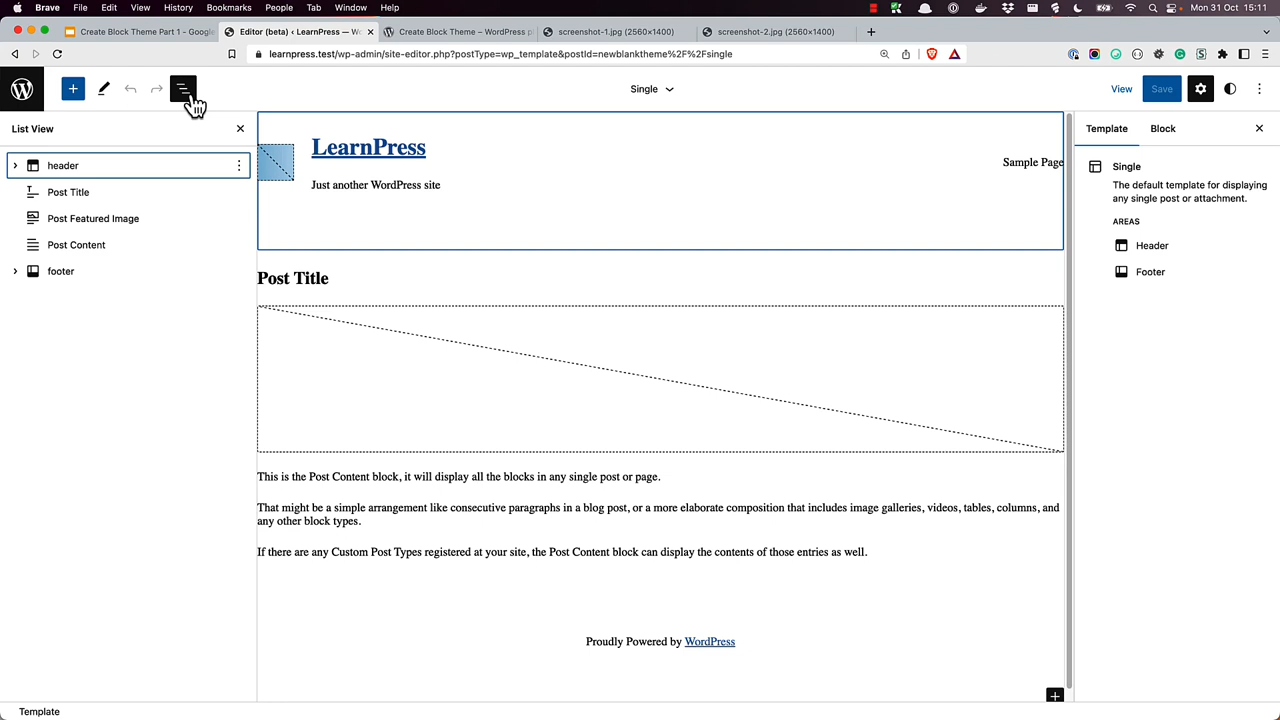 Brave File Edit View History Bookmarks People Tab Window Help Mon 31 Oct 15:11
Create Block Theme Part 1 - Google
Editor (beta) ‹ LearnPress — Wo
Create Block Theme – WordPress p
screenshot-1.jpg (2560×1400)
screenshot-2.jpg (2560×1400)
learnpress.test/wp-admin/site-editor.php?postType=wp_template&postId=newblanktheme%2F%2Fsingle
Single
View
Save
List View
header
Post Title
Post Featured Image
Post Content
footer
LearnPress
Just another WordPress site
Sample Page
Post Title
This is the Post Content block, it will display all the blocks in any single post or page.
That might be a simple arrangement like consecutive paragraphs in a blog post, or a more elaborate composition that includes image galleries, videos, tables, columns, and
any other block types.
If there are any Custom Post Types registered at your site, the Post Content block can display the contents of those entries as well.
Proudly Powered by WordPress
Template
Block
Single
The default template for displaying
any single post or attachment.
AREAS
Header
Footer
Template